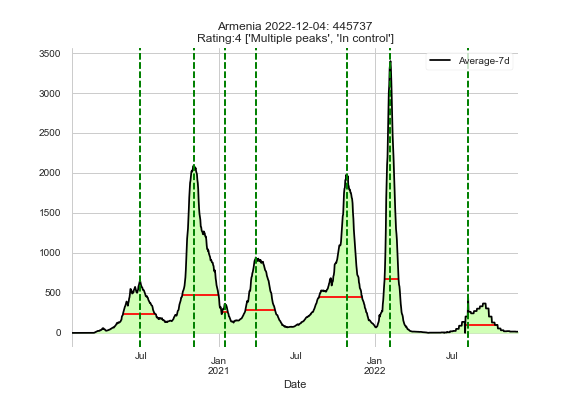 Armenia 2022-12-04: 445737
Rating:4 ['Multiple peaks', 'In control']
Average-7d
3500
3000
2500
2000
1500
1000
500
0
Jul
Jan
2021
Jul
Jan
2022
Jul
Date